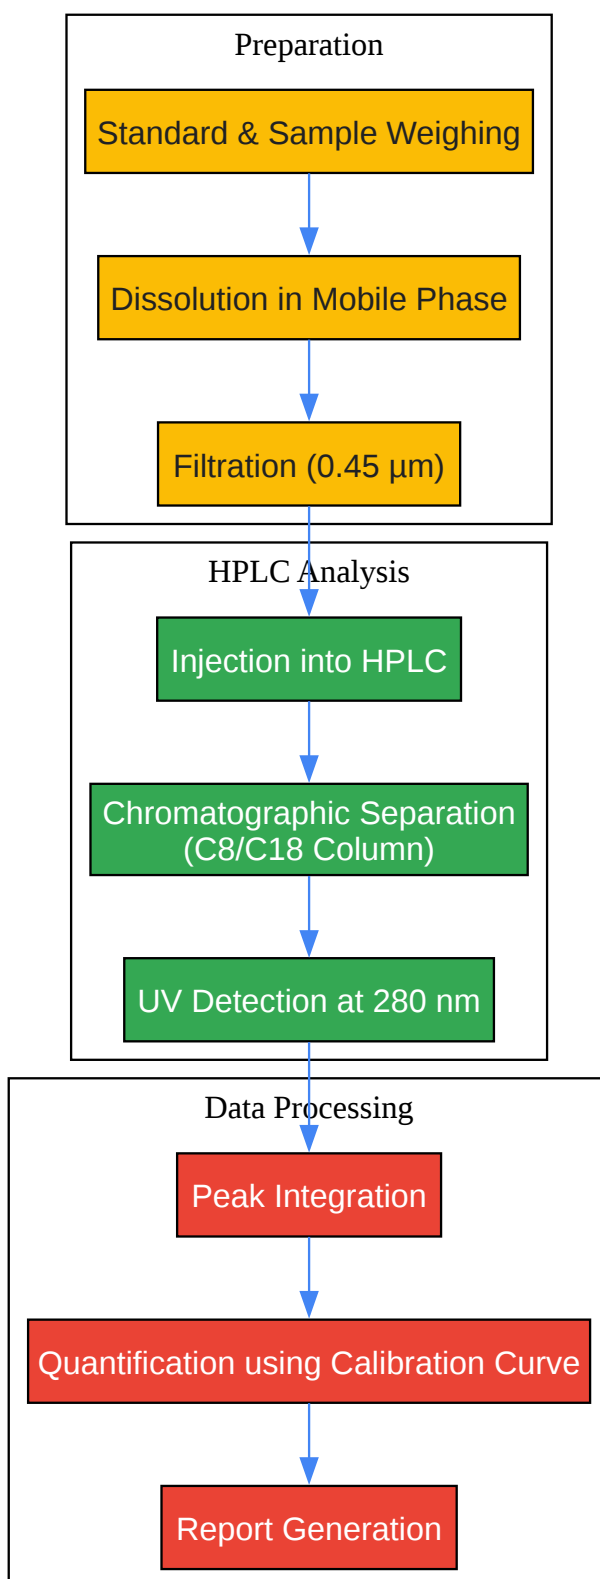 Preparation
Standard & Sample Weighing
Dissolution in Mobile Phase
Filtration (0.45 µm)
HPLC Analysis
Injection into HPLC
Chromatographic Separation
(C8/C18 Column)
UV Detection at 280 nm
Data Processing
Peak Integration
Quantification using Calibration Curve
Report Generation